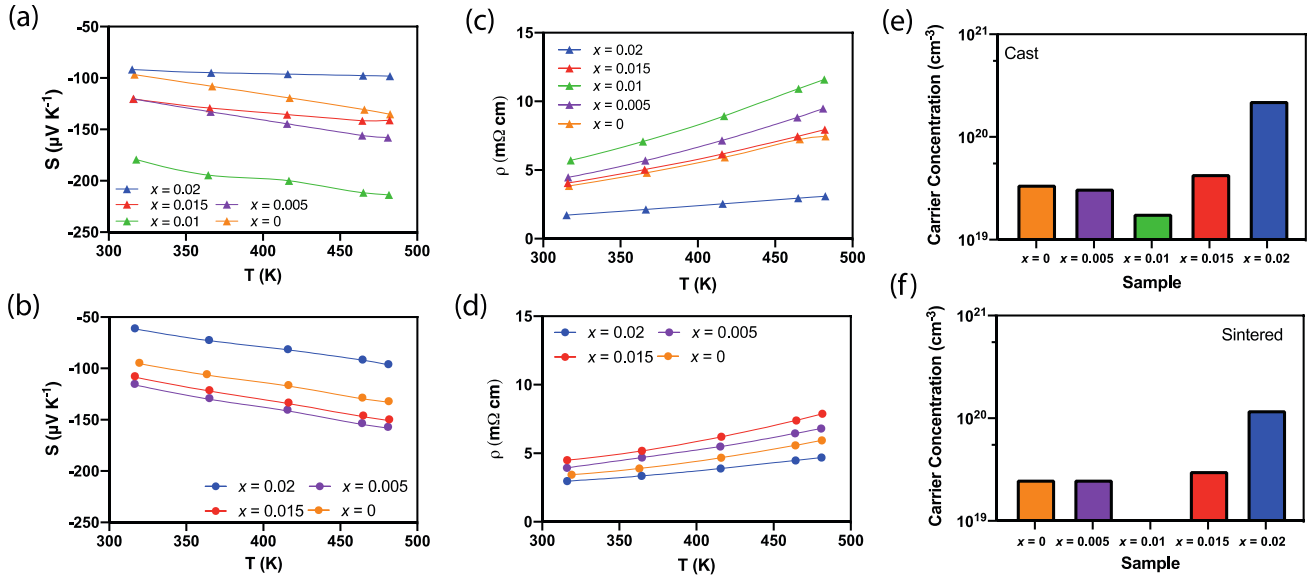 (a)
-50
-100
-150
-200
-250
S (µV K⁻¹)
x = 0.02
x = 0.015
x = 0.005
x = 0.01
x = 0
300 350 400 450 500
T (K)
(b)
-50
-100
-150
-200
-250
S (µV K⁻¹)
x = 0.02
x = 0.005
x = 0.015
x = 0
300 350 400 450 500
T (K)
(c)
15
10
5
0
ρ (mΩ cm)
x = 0.02
x = 0.015
x = 0.01
x = 0.005
x = 0
300 350 400 450 500
T (K)
(d)
15
10
5
0
ρ (mΩ cm)
x = 0.02
x = 0.005
x = 0.015
x = 0
300 350 400 450 500
T (K)
(e)
10²¹
10²⁰
10¹⁹
Carrier Concentration (cm⁻³)
Cast
x = 0 x = 0.005 x = 0.01 x = 0.015 x = 0.02
Sample
(f)
10²¹
10²⁰
10¹⁹
Carrier Concentration (cm⁻³)
Sintered
x = 0 x = 0.005 x = 0.01 x = 0.015 x = 0.02
Sample